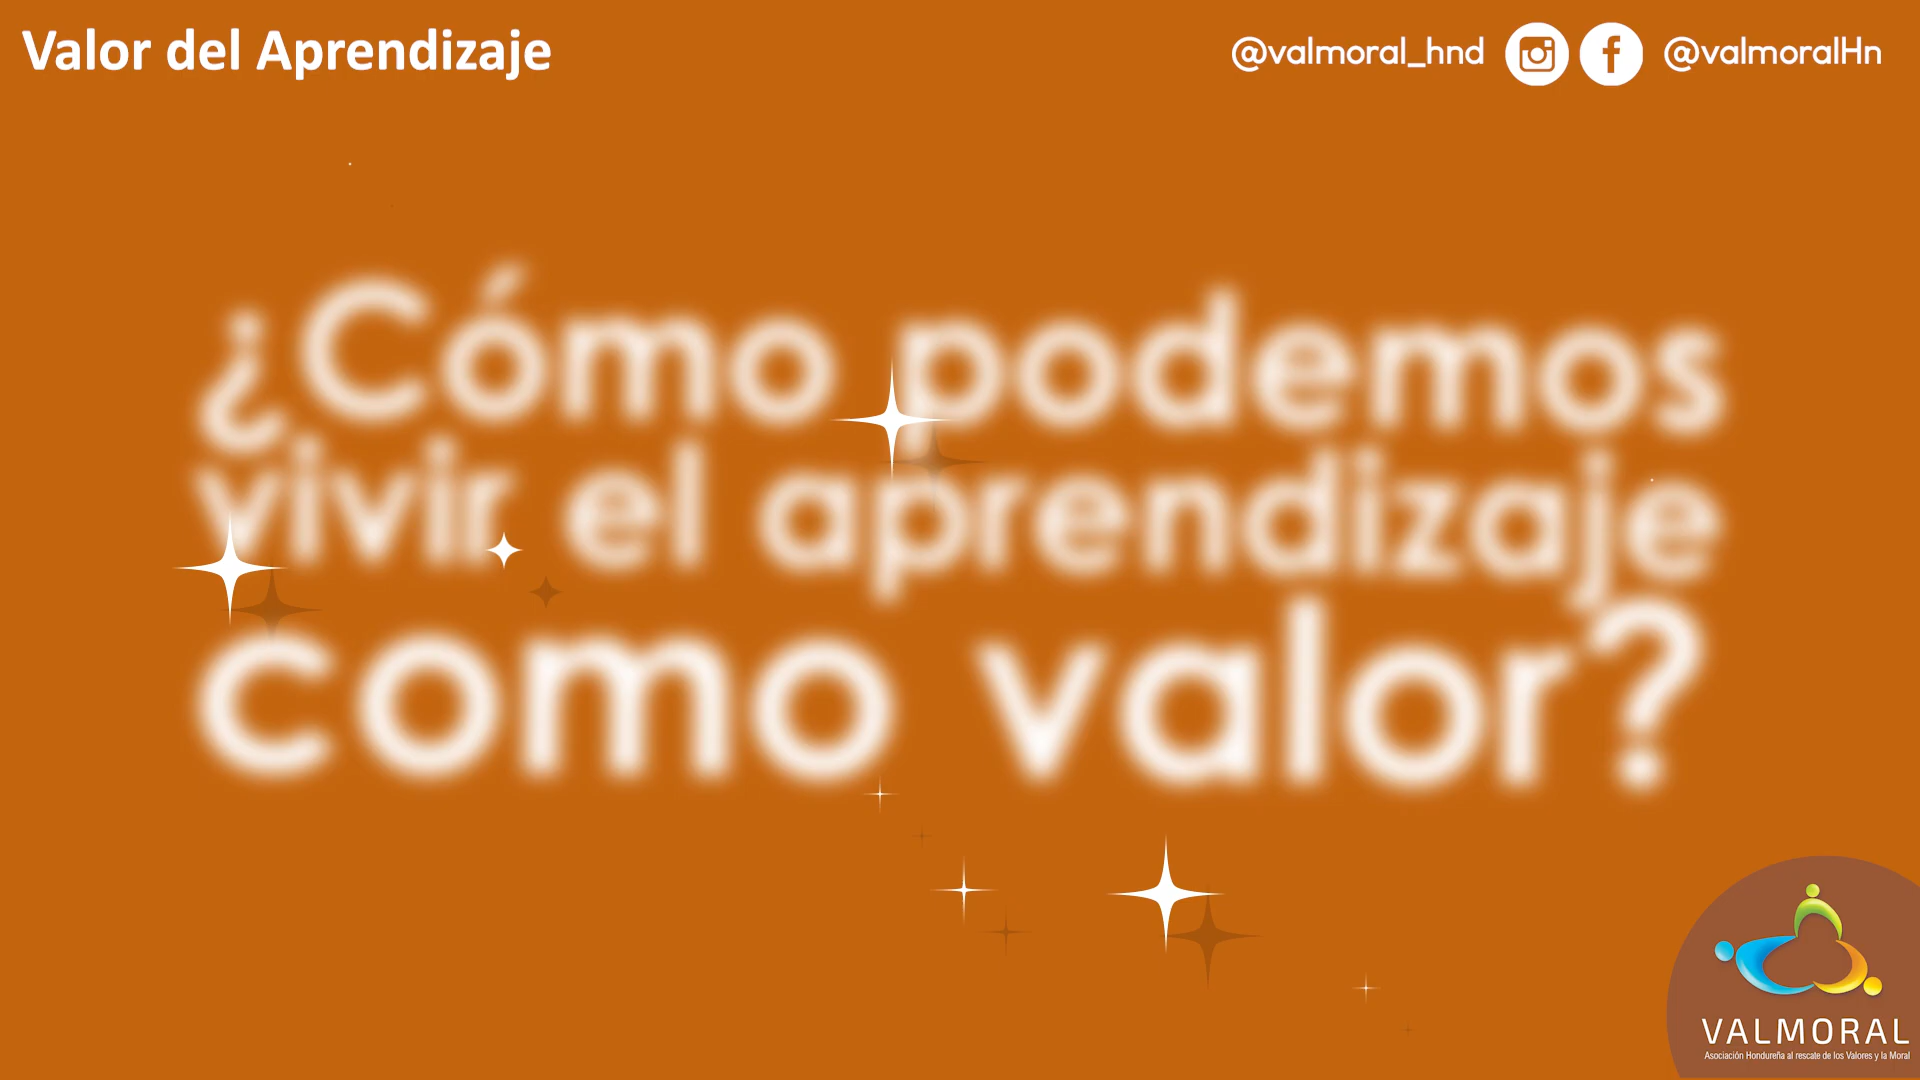 Valor del Aprendizaje
@valmoral_hnd @valmoralHn
¿Cómo podemos
vivir el aprendizaje
como valor?
VALMORAL
Asociación Hondureña al rescate de los Valores y la Moral